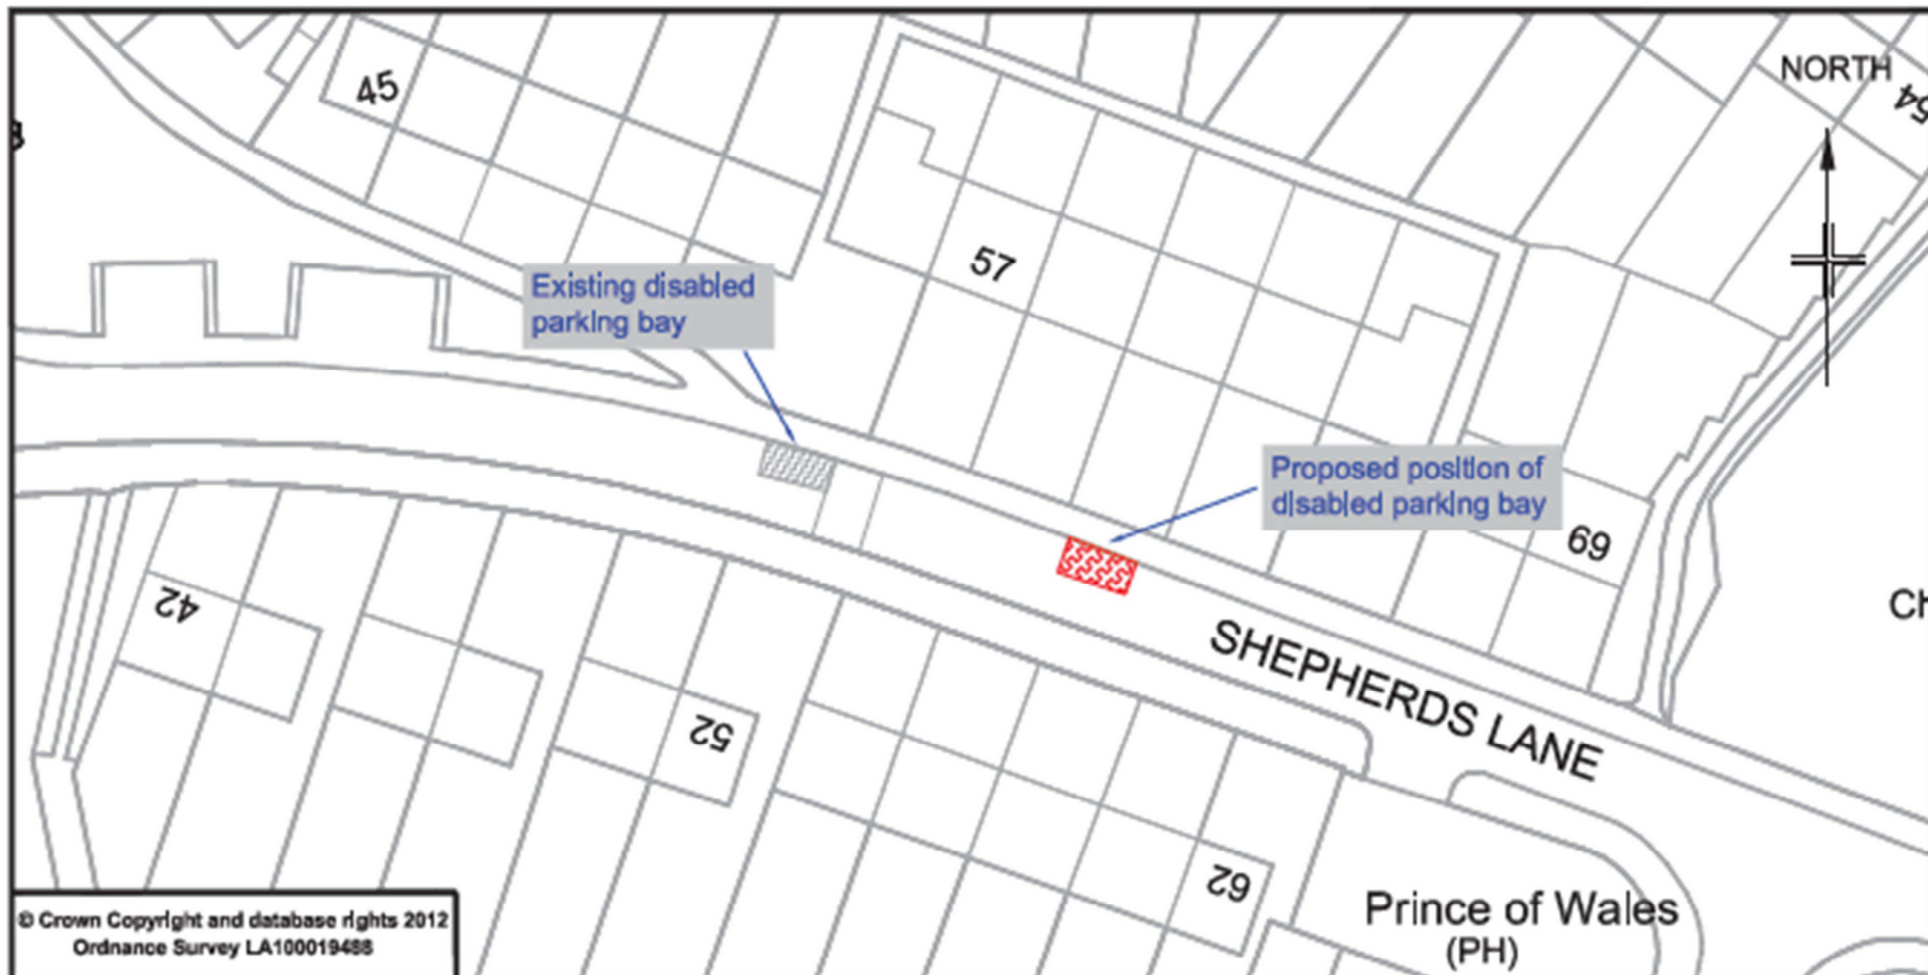 45
NORTH
54
57
Existing disabled
parking bay
Proposed position of
disabled parking bay
69
42
SHEPHERDS LANE
52
62
Prince of Wales
(PH)
© Crown Copyright and database rights 2012
Ordnance Survey LA100019488